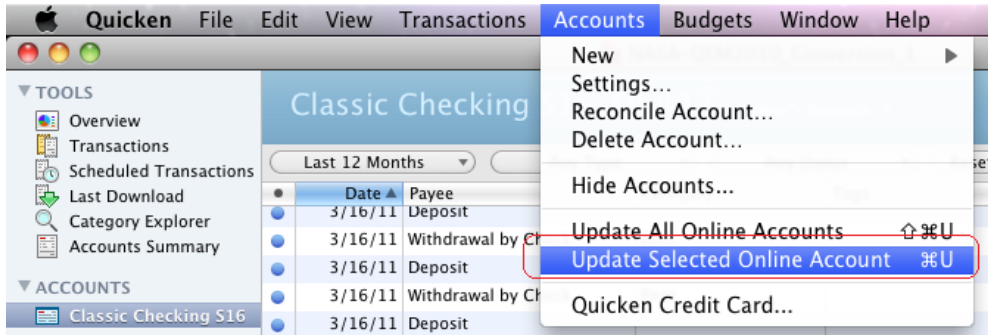 Quicken File Edit View Transactions Accounts Budgets Window Help
TOOLS
Overview
Transactions
Scheduled Transactions
Last Download
Category Explorer
Accounts Summary
ACCOUNTS
Classic Checking S16
Classic Checking
Last 12 Months
Date Payee
3/16/11 Deposit
3/16/11 Withdrawal by Ch
3/16/11 Deposit
3/16/11 Withdrawal by Ch
3/16/11 Deposit
New
Settings...
Reconcile Account...
Delete Account...
Hide Accounts...
Update All Online Accounts ⇧⌘U
Update Selected Online Account ⌘U
Quicken Credit Card...